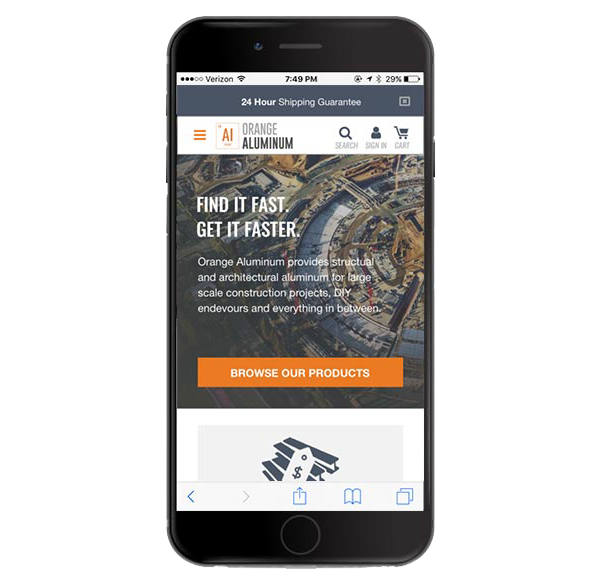 Verizon 7:49 PM 29%
24 Hour Shipping Guarantee
Al ORANGE
ALUMINUM
SEARCH SIGN IN CART
FIND IT FAST.
GET IT FASTER.
Orange Aluminum provides structual
and architectural aluminum for large
scale construction projects, DIY
endevours and everything in between.
BROWSE OUR PRODUCTS
$